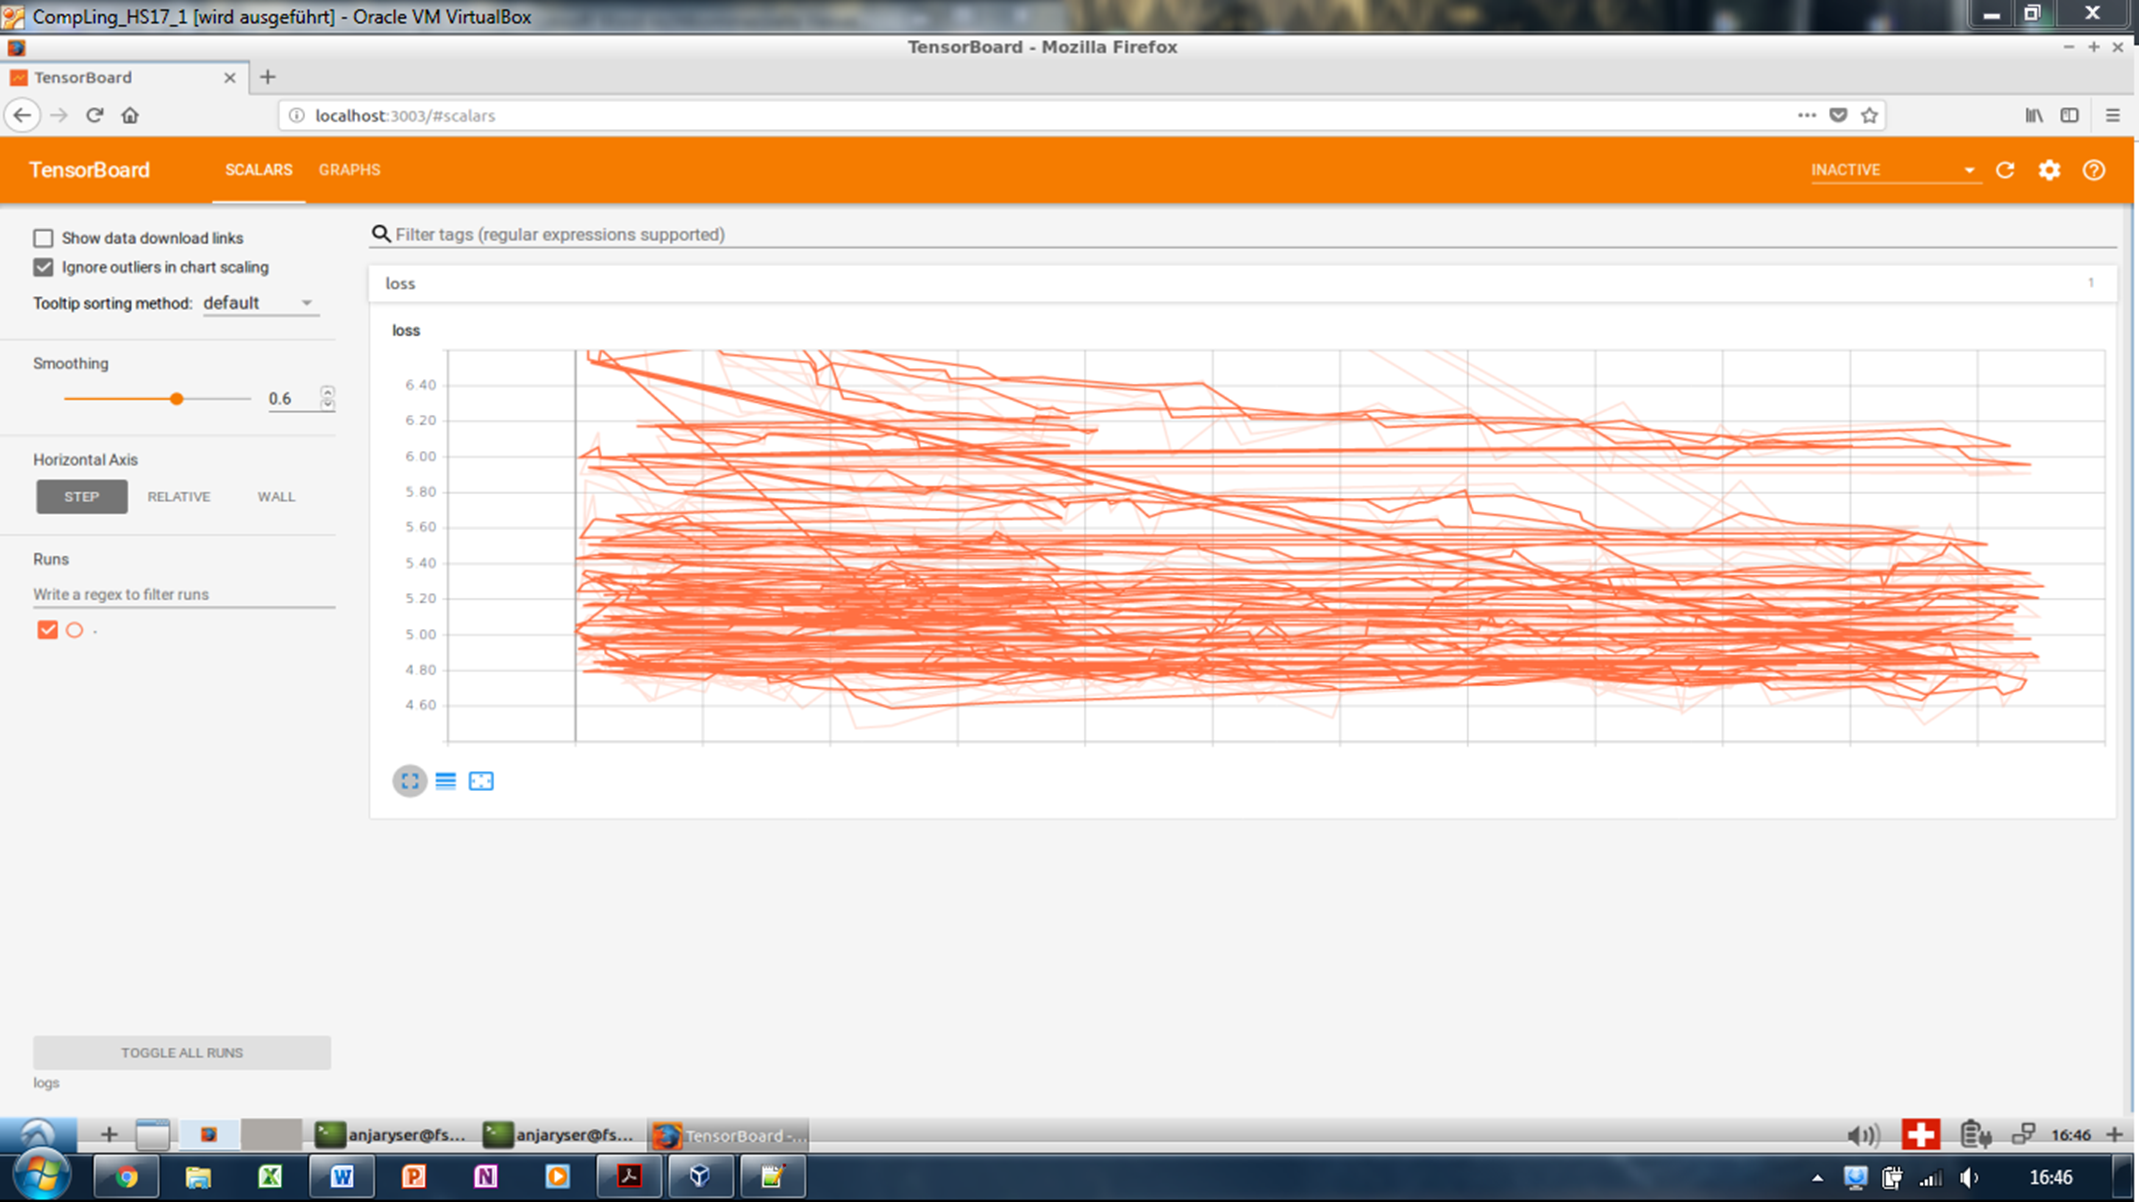 CompLing_HS17_1 [wird ausgeführt] - Oracle VM VirtualBox
TensorBoard - Mozilla Firefox
TensorBoard
localhost:3003/#scalars
TensorBoard
SCALARS
GRAPHS
INACTIVE
Show data download links
Ignore outliers in chart scaling
Tooltip sorting method: default
Smoothing
0.6
Horizontal Axis
STEP
RELATIVE
WALL
Runs
Write a regex to filter runs
.
TOGGLE ALL RUNS
logs
Filter tags (regular expressions supported)
loss
1
loss
6.40
6.20
6.00
5.80
5.60
5.40
5.20
5.00
4.80
4.60
anjaryser@fs...
anjaryser@fs...
TensorBoard -...
16:46
16:46